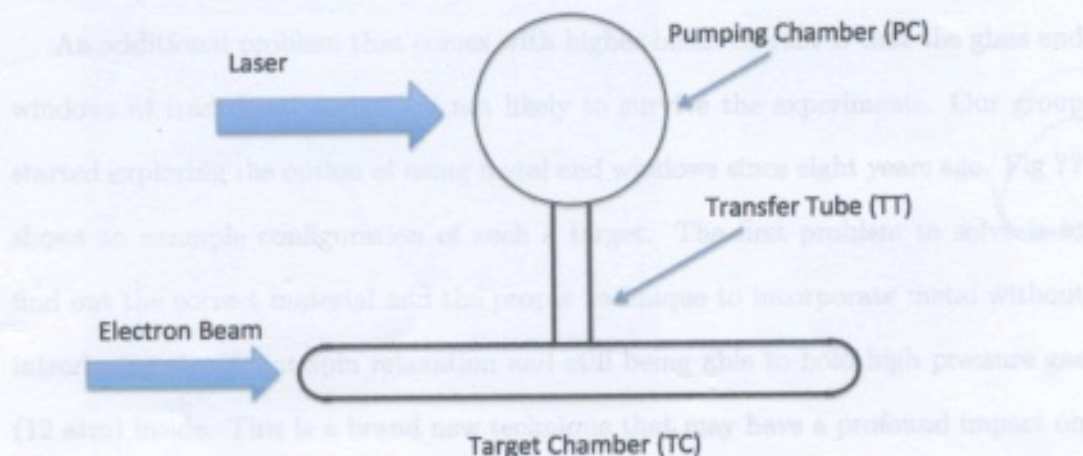 An additional problem that comes with higher beam the glass end
Pumping Chamber (PC)
Laser
windows of not likely to survive the experiments. Our group
started exploring the option of using metal end windows since eight years ago. Fig ??
Transfer Tube (TT)
shows an example configuration of such a target. The first problem to solve is to
find out the correct material and the proper technique to incorporate metal without
Electron Beam
spin relaxation and still being able to hold high pressure gas
(12 atm) inside. This is a brand new technique that may have a profound impact on
Target Chamber (TC)